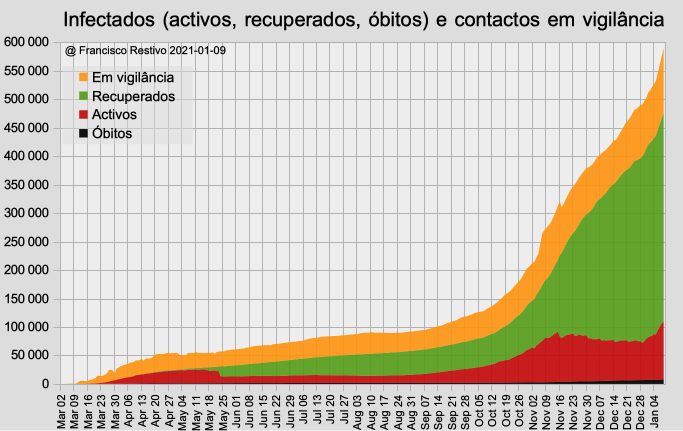 Infectados (activos, recuperados, óbitos) e contactos em vigilância
@ Francisco Restivo 2021-01-09
Em vigilância
Recuperados
Activos
Óbitos
600 000
550 000
500 000
450 000
400 000
350 000
300 000
250 000
200 000
150 000
100 000
50 000
0
Mar 02
Mar 09
Mar 16
Mar 23
Mar 30
Apr 06
Apr 13
Apr 20
Apr 27
May 04
May 11
May 18
May 25
Jun 01
Jun 08
Jun 15
Jun 22
Jun 29
Jul 06
Jul 13
Jul 20
Jul 27
Aug 03
Aug 10
Aug 17
Aug 24
Aug 31
Sep 07
Sep 14
Sep 21
Sep 28
Oct 05
Oct 12
Oct 19
Oct 26
Nov 02
Nov 09
Nov 16
Nov 23
Nov 30
Dec 07
Dec 14
Dec 21
Dec 28
Jan 04